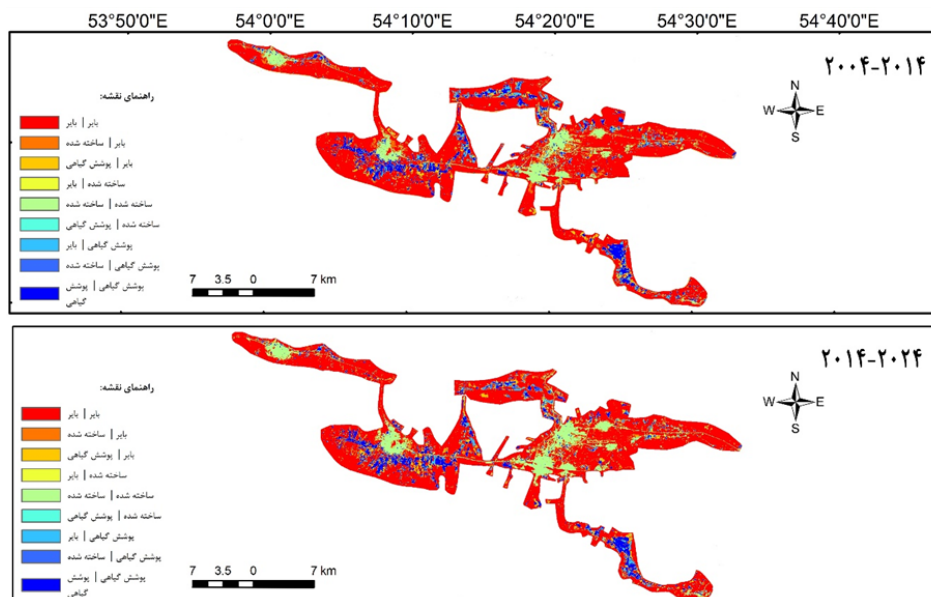 53°50'0"E 54°0'0"E 54°10'0"E 54°20'0"E 54°30'0"E 54°40'0"E
۲۰۰۴-۲۰۱۴
N
W E
S
راهنمای نقشه:
بایر | بایر
بایر | ساخته شده
بایر | پوشش گیاهی
ساخته شده | بایر
ساخته شده | ساخته شده
ساخته شده | پوشش گیاهی
پوشش گیاهی | بایر
پوشش گیاهی | ساخته شده
پوشش گیاهی | پوشش
گیاهی
7 3.5 0 7 km
۲۰۱۴-۲۰۲۴
N
W E
S
راهنمای نقشه:
بایر | بایر
بایر | ساخته شده
بایر | پوشش گیاهی
ساخته شده | بایر
ساخته شده | ساخته شده
ساخته شده | پوشش گیاهی
پوشش گیاهی | بایر
پوشش گیاهی | ساخته شده
پوشش گیاهی | پوشش
گیاهی
7 3.5 0 7 km